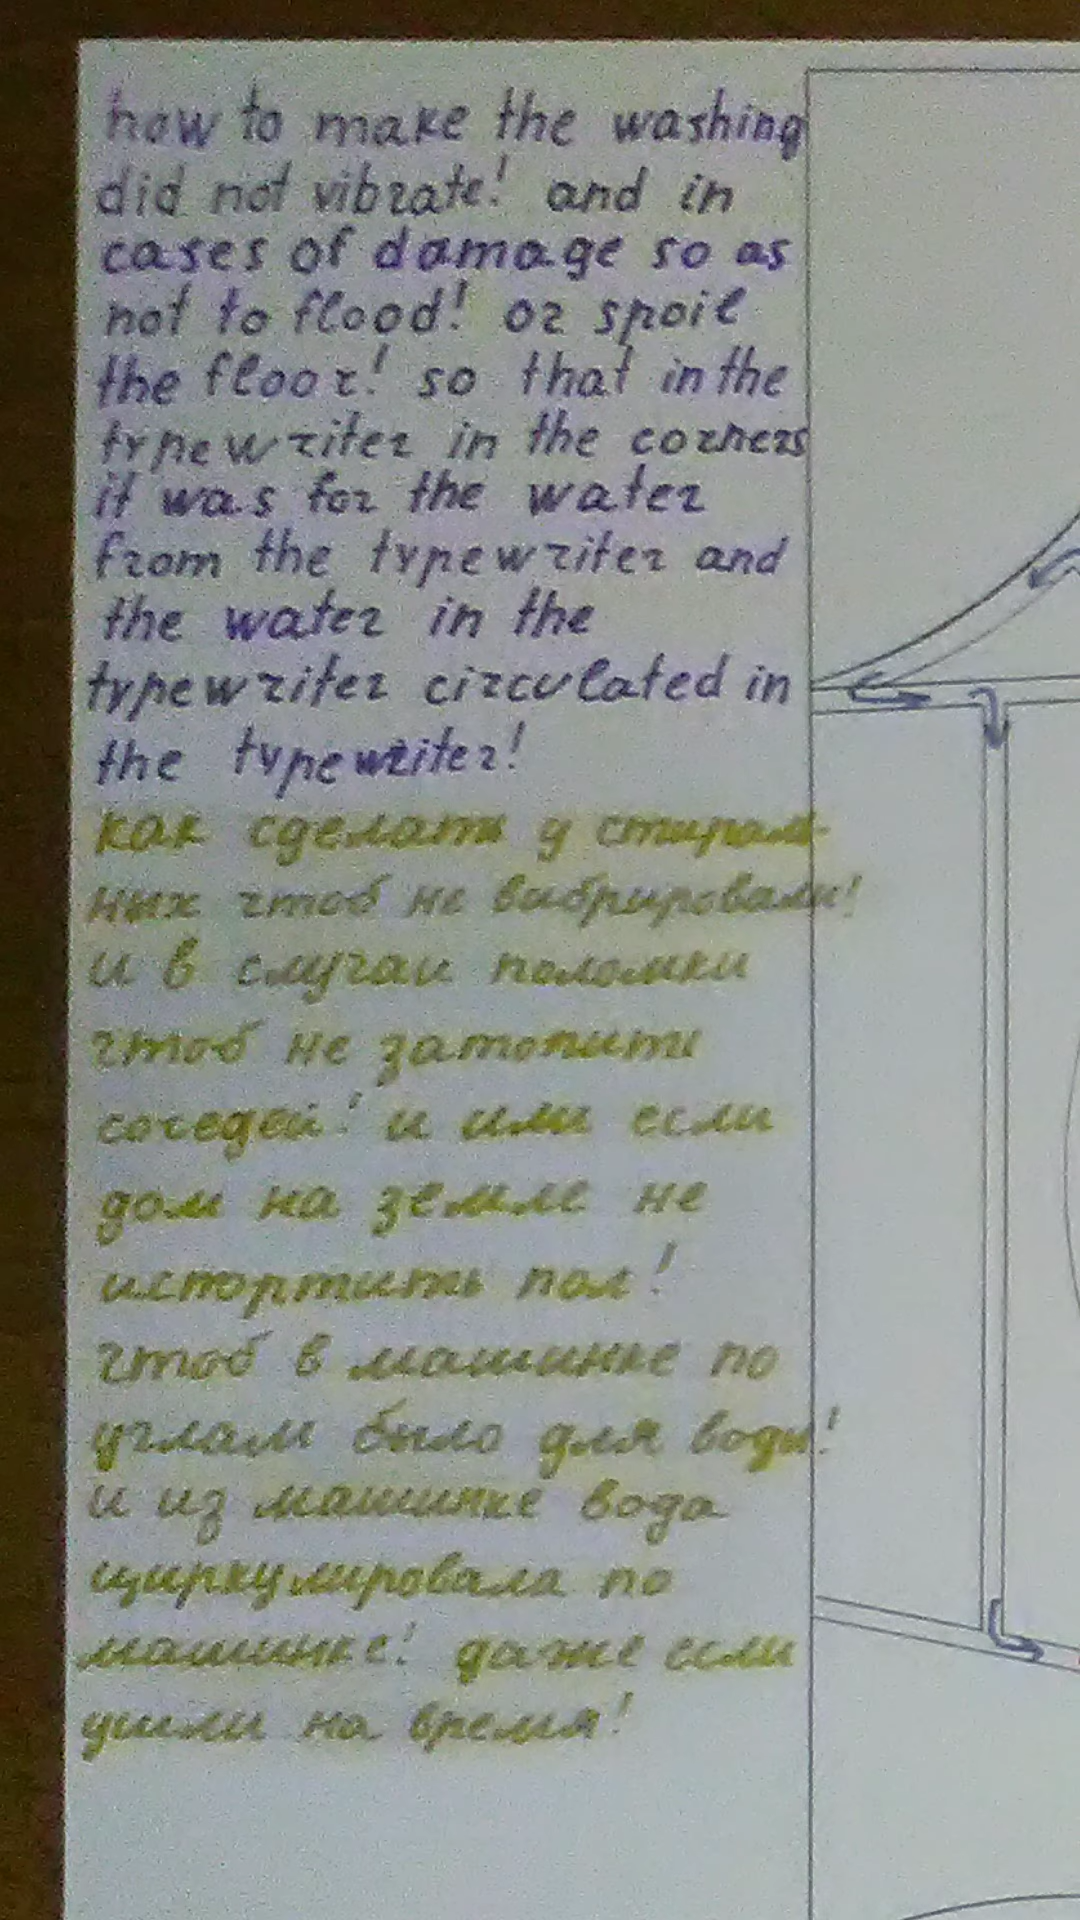 how to make the washing
did not vibrate! and in
cases of damage so as
not to flood! or spoil
the floor! so that in the
typewriter in the corners
it was for the water
from the typewriter and
the water in the
typewriter circulated in
the typewriter!
как сделать у стираль-
ных чтоб не вибрировали!
и в случаи поломки
чтоб не затопить
соседей! и или если
дом на земле не
испортить пол!
чтоб в машинке по
углам было для воды!
и из машинке вода
циркулировала по
машинке! даже если
ушли на время!